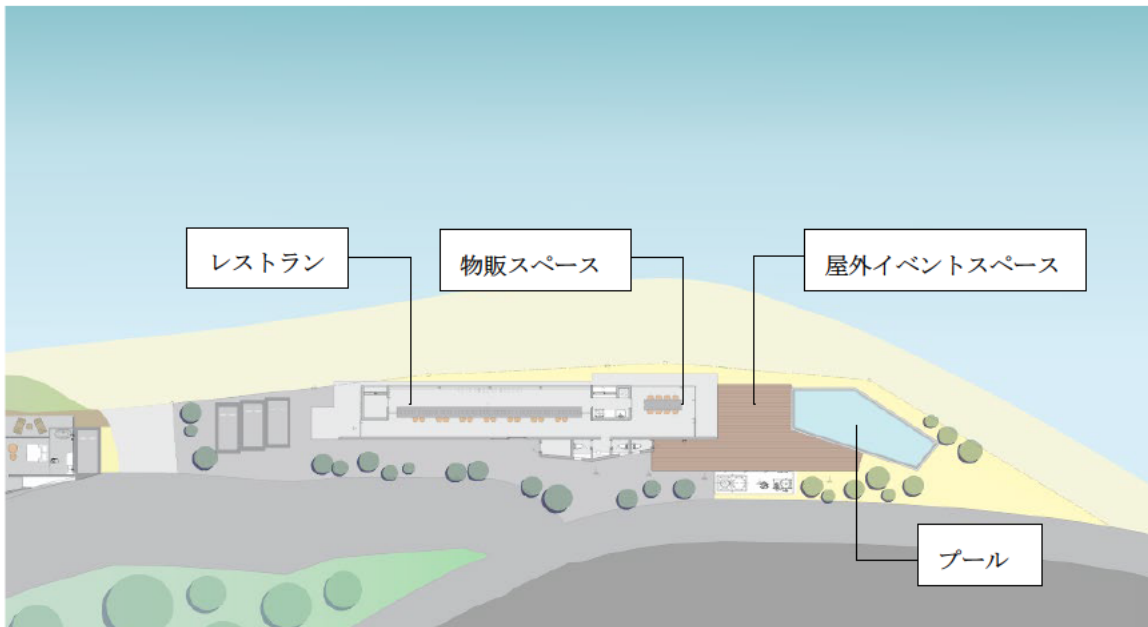 レストラン
物販スペース
屋外イベントスペース
プール